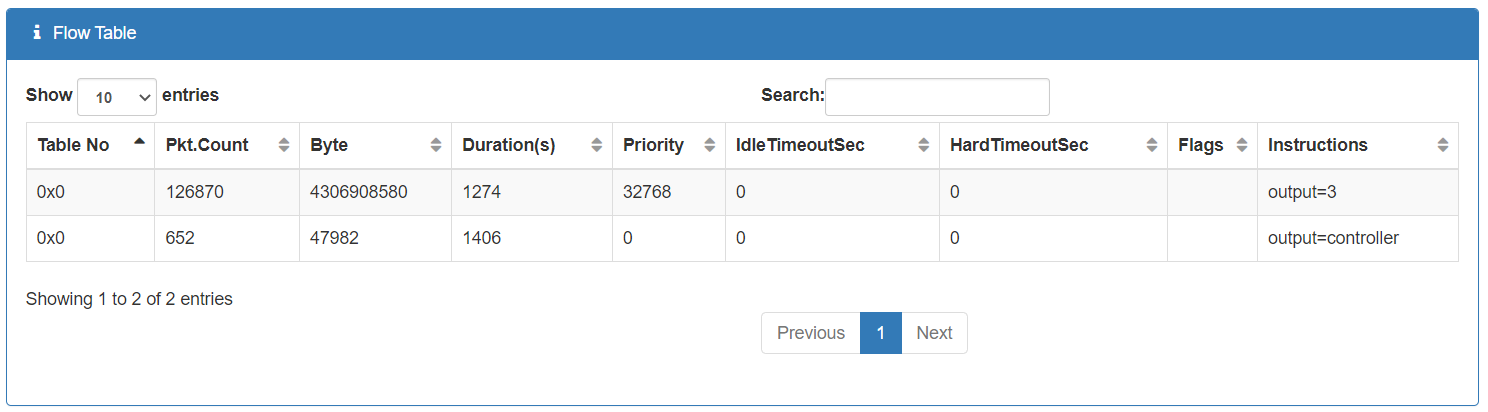 Flow Table
Show 10 entries Search:
Table No Pkt.Count Byte Duration(s) Priority IdleTimeoutSec HardTimeoutSec Flags Instructions
0x0 126870 4306908580 1274 32768 0 0 output=3
0x0 652 47982 1406 0 0 0 output=controller
Showing 1 to 2 of 2 entries
Previous 1 Next